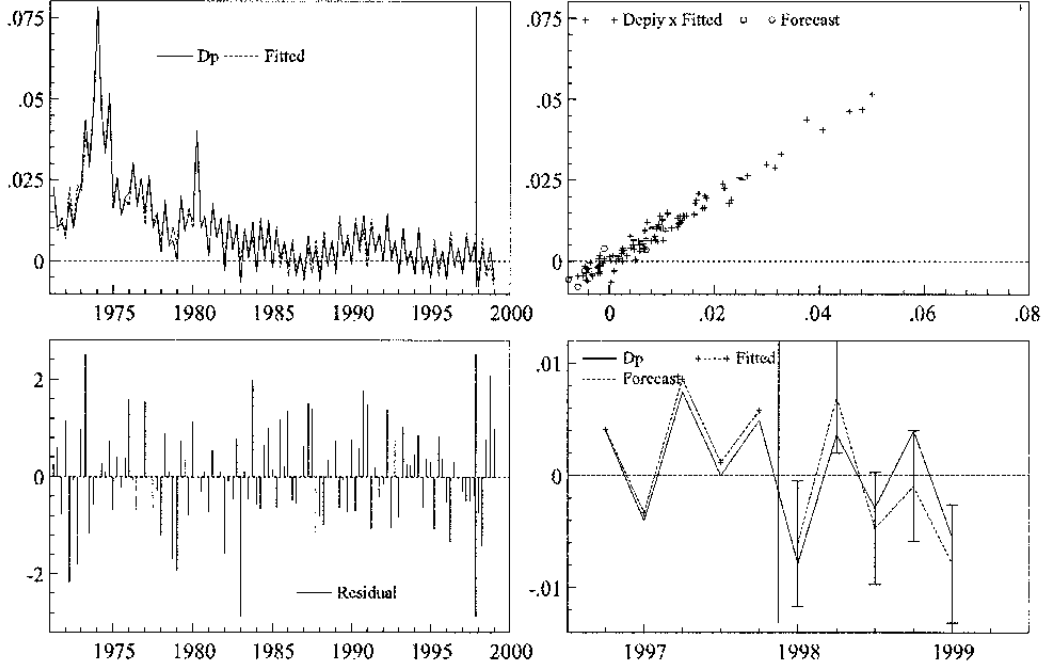 .075
.05
.025
0
Dp Fitted
1975 1980 1985 1990 1995 2000
.075
.05
.025
0
Dcpiy x Fitted Forecast
0 .02 .04 .06 .08
2
0
-2
Residual
1975 1980 1985 1990 1995 2000
.01
0
-.01
Dp Fitted
Forecast
1997 1998 1999